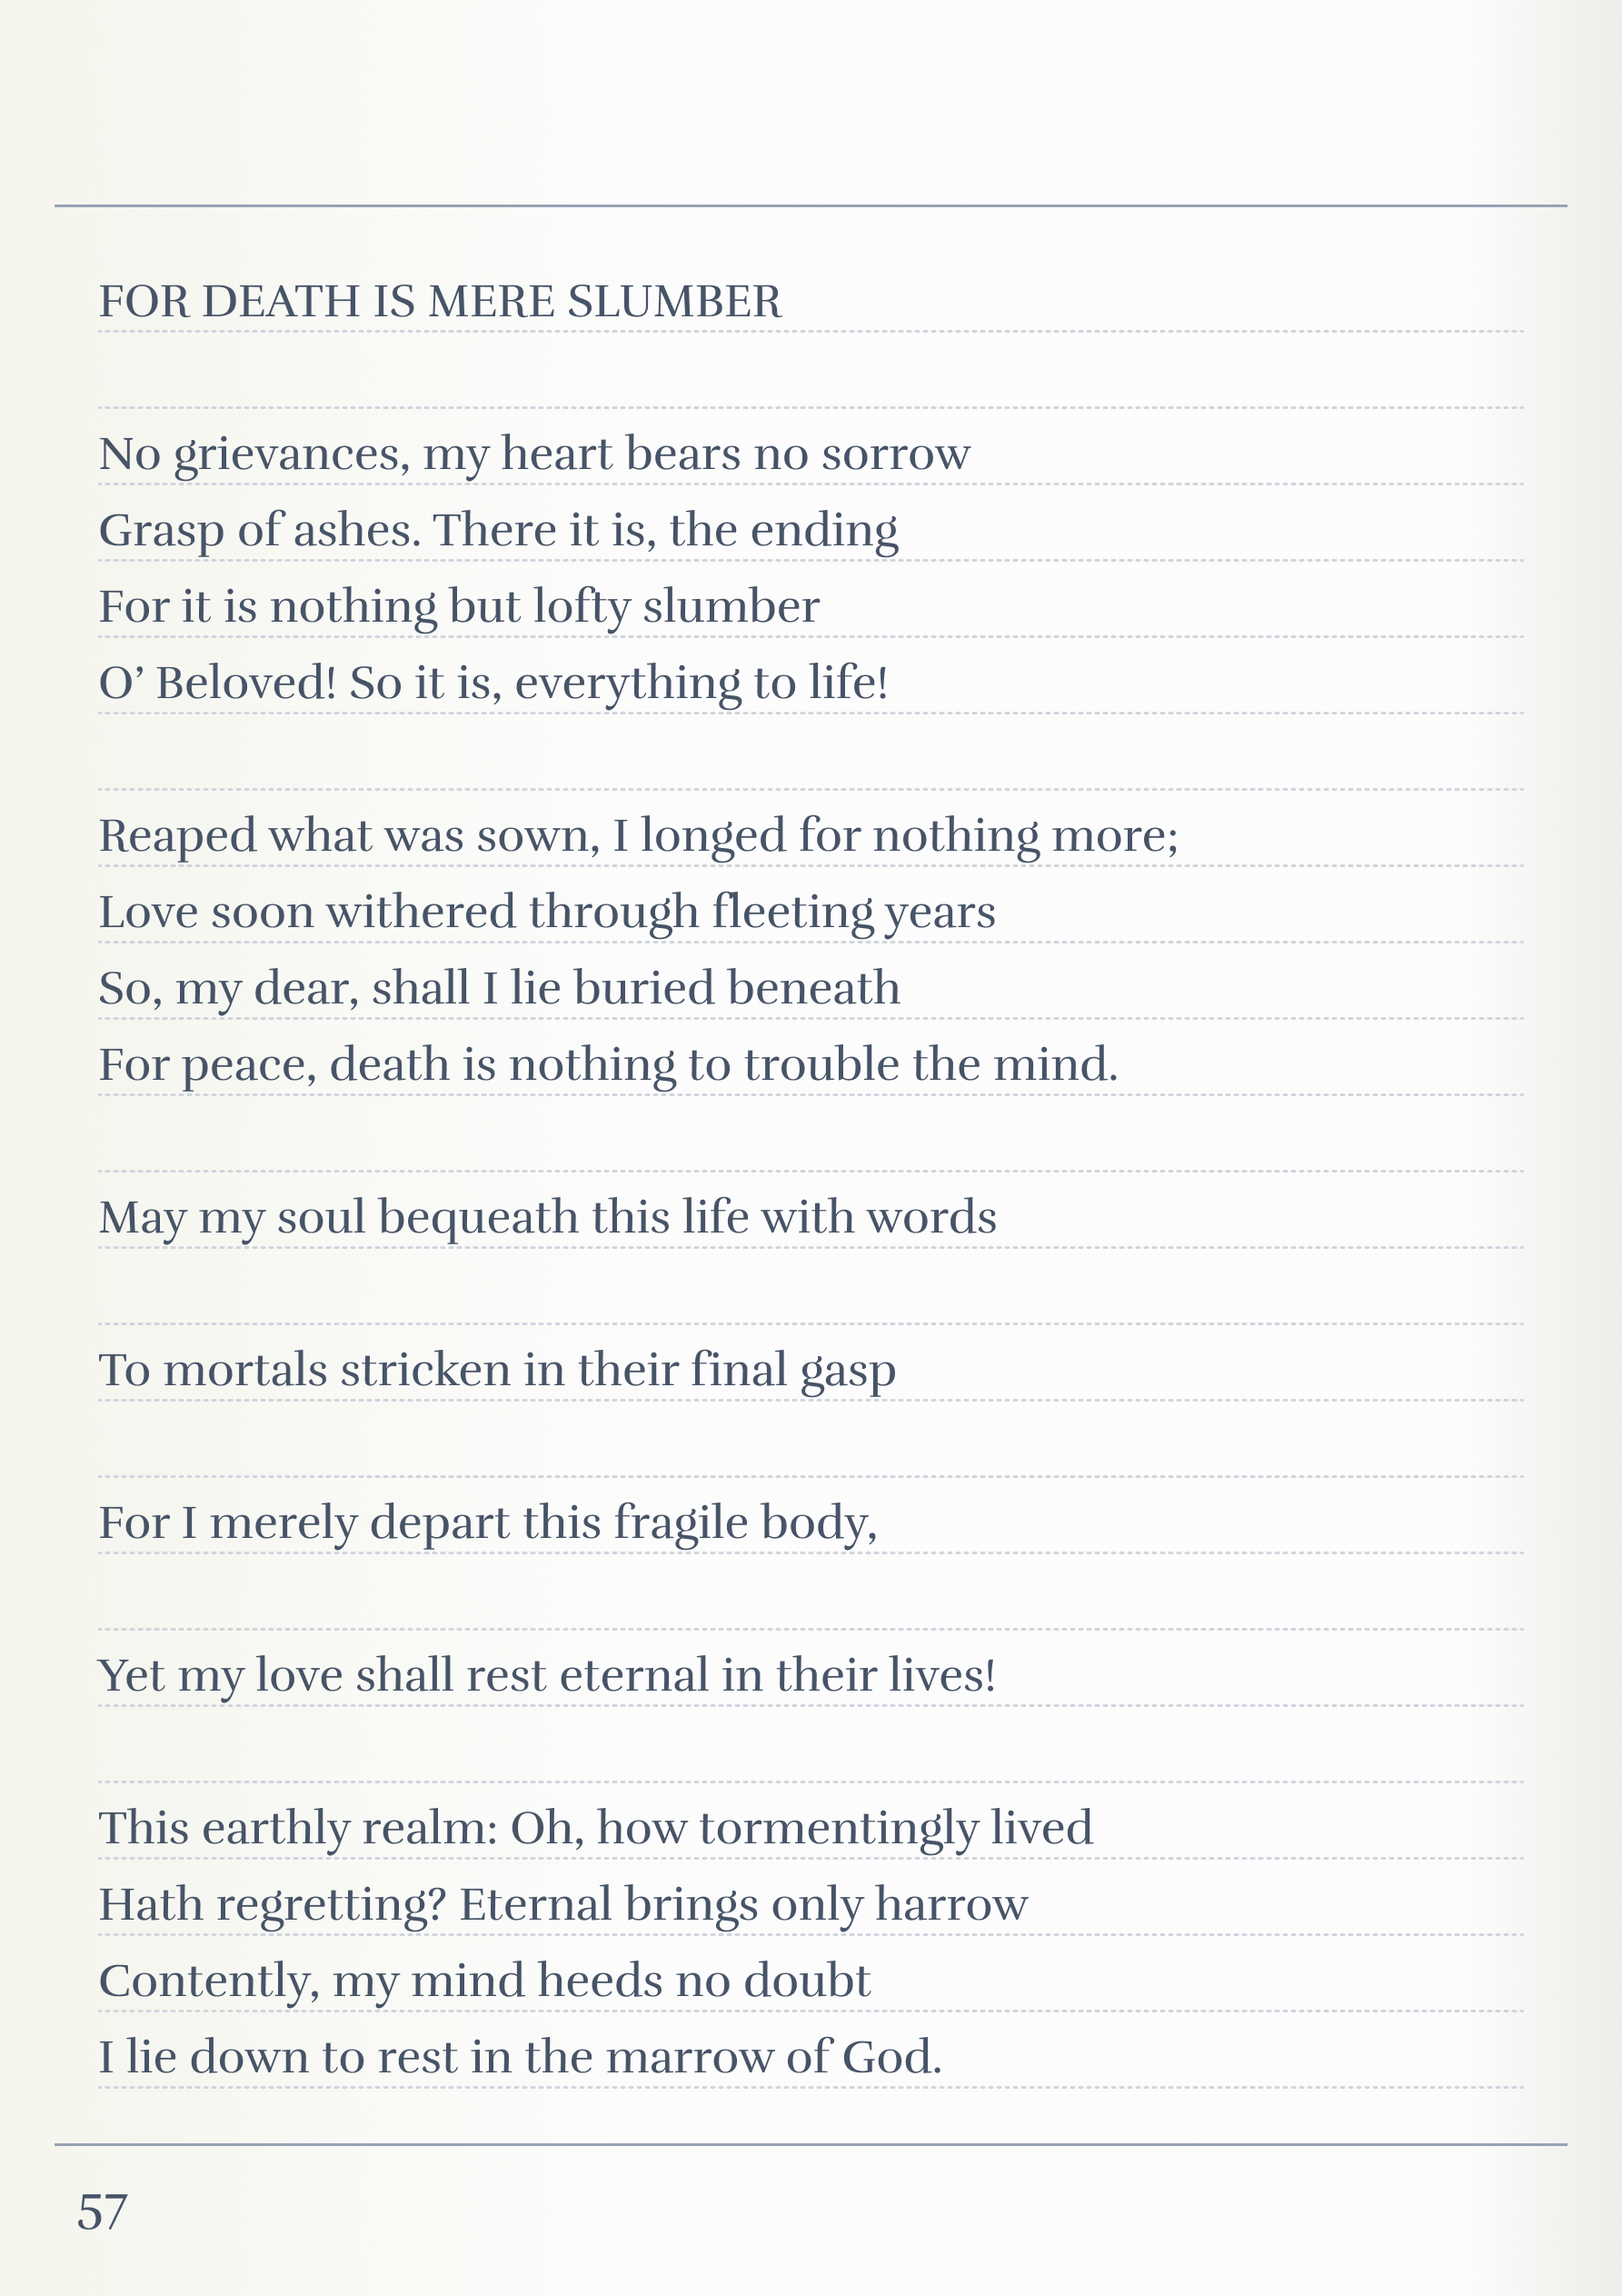 FOR DEATH IS MERE SLUMBER
No grievances, my heart bears no sorrow
Grasp of ashes. There it is, the ending
For it is nothing but lofty slumber
O’ Beloved! So it is, everything to life!
Reaped what was sown, I longed for nothing more;
Love soon withered through fleeting years
So, my dear, shall I lie buried beneath
For peace, death is nothing to trouble the mind.
May my soul bequeath this life with words
To mortals stricken in their final gasp
For I merely depart this fragile body,
Yet my love shall rest eternal in their lives!
This earthly realm: Oh, how tormentingly lived
Hath regretting? Eternal brings only harrow
Contently, my mind heeds no doubt
I lie down to rest in the marrow of God.
57